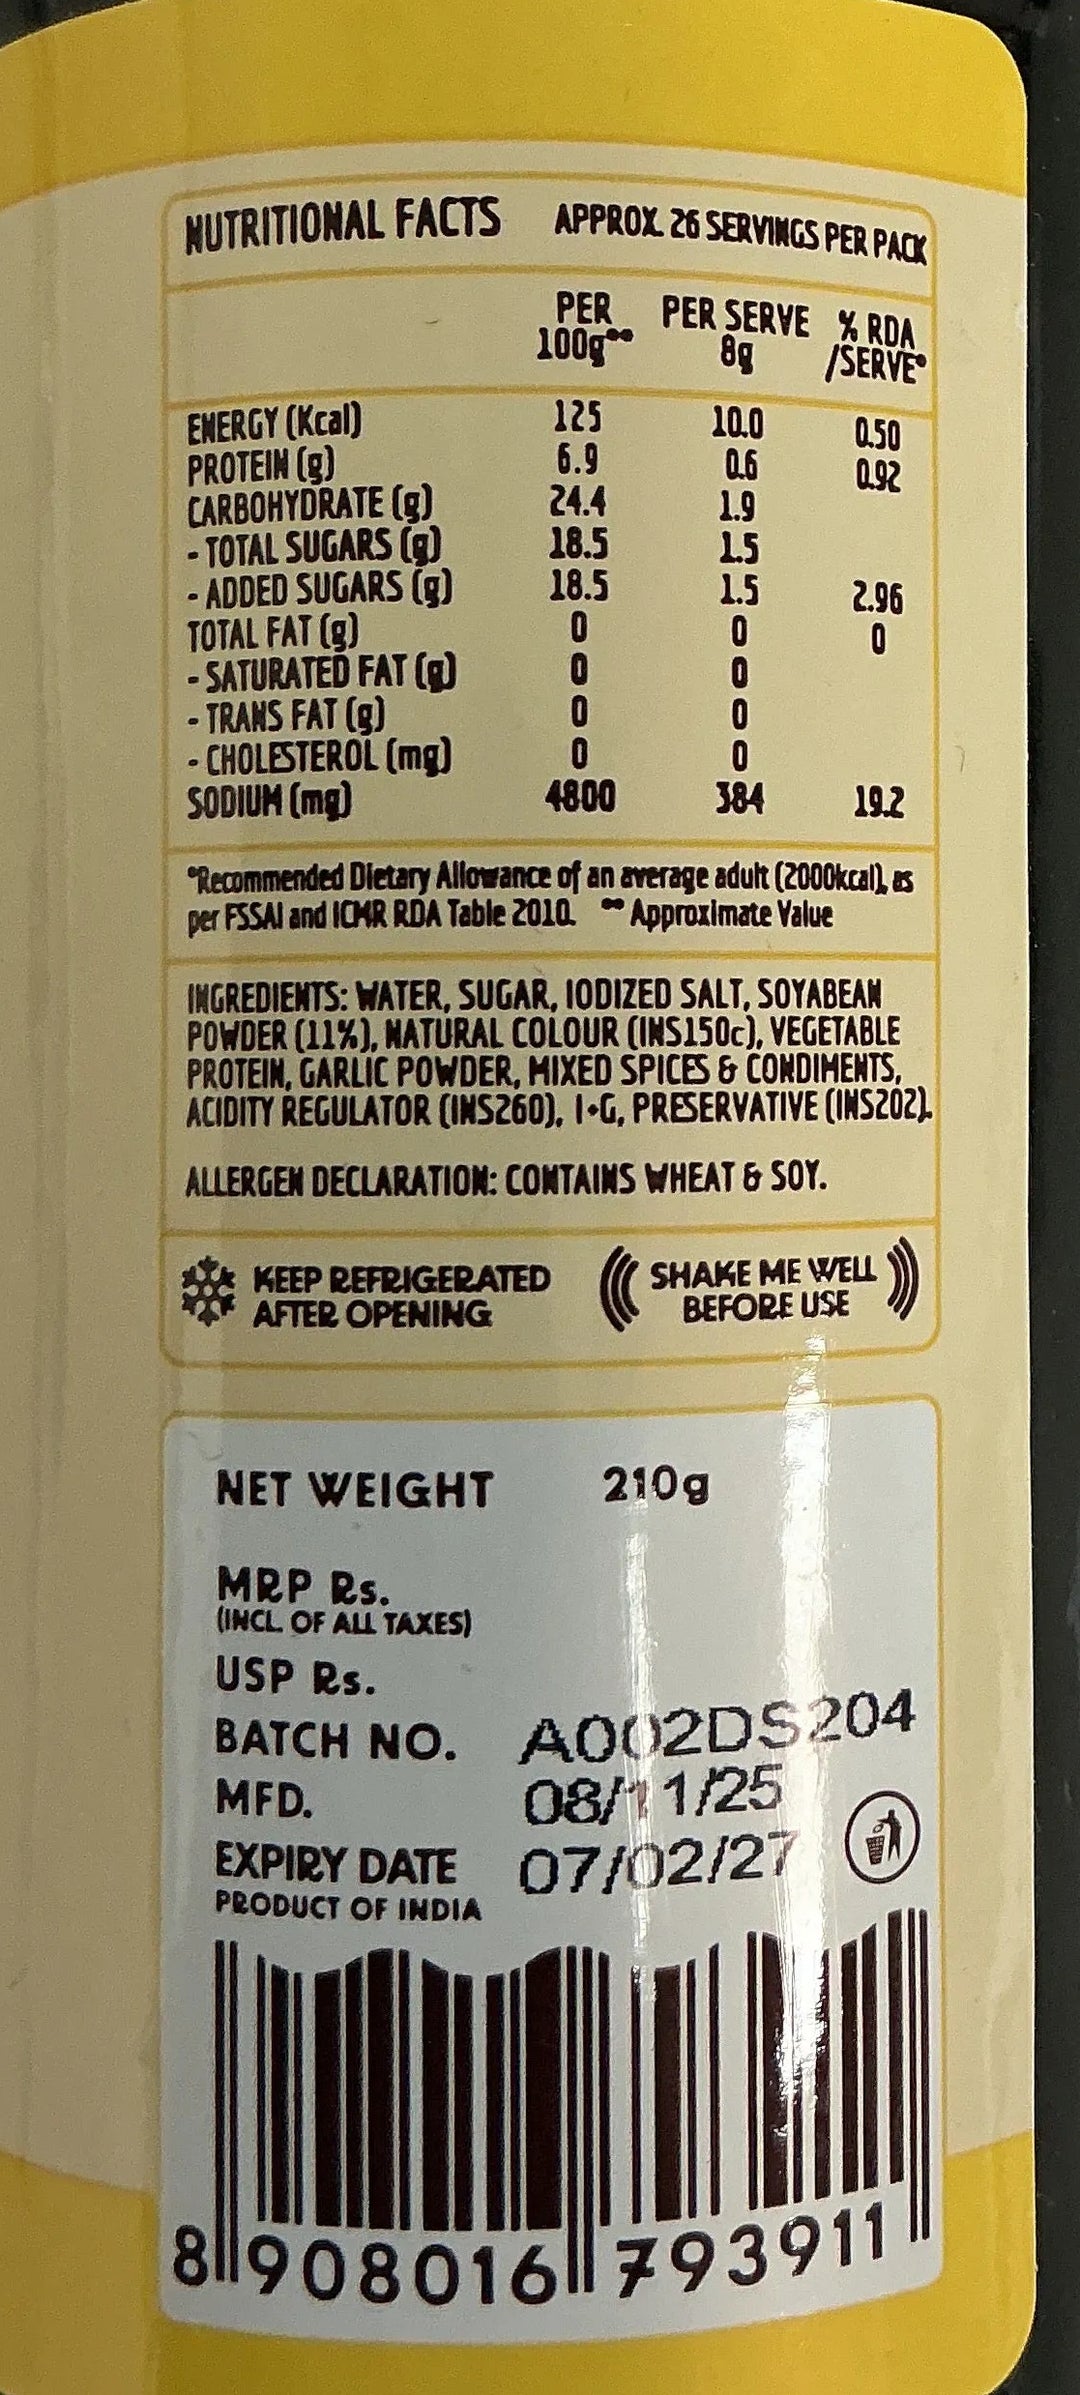 NUTRITIONAL FACTS APPROX. 26 SERVINGS PER PACK
PER 100g•• PER SERVE 8g % RDA /SERVE•
ENERGY (Kcal) 125 10.0 0.50
PROTEIN (g) 6.9 0.6 0.92
CARBOHYDRATE (g) 24.4 1.9
- TOTAL SUGARS (g) 18.5 1.5
- ADDED SUGARS (g) 18.5 1.5 2.96
TOTAL FAT (g) 0 0 0
- SATURATED FAT (g) 0 0
- TRANS FAT (g) 0 0
- CHOLESTEROL (mg) 0 0
SODIUM (mg) 4800 384 19.2
•Recommended Dietary Allowance of an average adult (2000kcal), as
per FSSAI and ICMR RDA Table 2010. •• Approximate Value
INGREDIENTS: WATER, SUGAR, IODIZED SALT, SOYABEAN
POWDER (11%), NATURAL COLOUR (INS150c), VEGETABLE
PROTEIN, GARLIC POWDER, MIXED SPICES & CONDIMENTS,
ACIDITY REGULATOR (INS260), I+G, PRESERVATIVE (INS202).
ALLERGEN DECLARATION: CONTAINS WHEAT & SOY.
KEEP REFRIGERATED
AFTER OPENING
SHAKE ME WELL
BEFORE USE
NET WEIGHT 210g
MRP Rs.
(INCL. OF ALL TAXES)
USP Rs.
BATCH NO. A002DS204
MFD. 08/11/25
EXPIRY DATE 07/02/27
PRODUCT OF INDIA
8 908016 793911